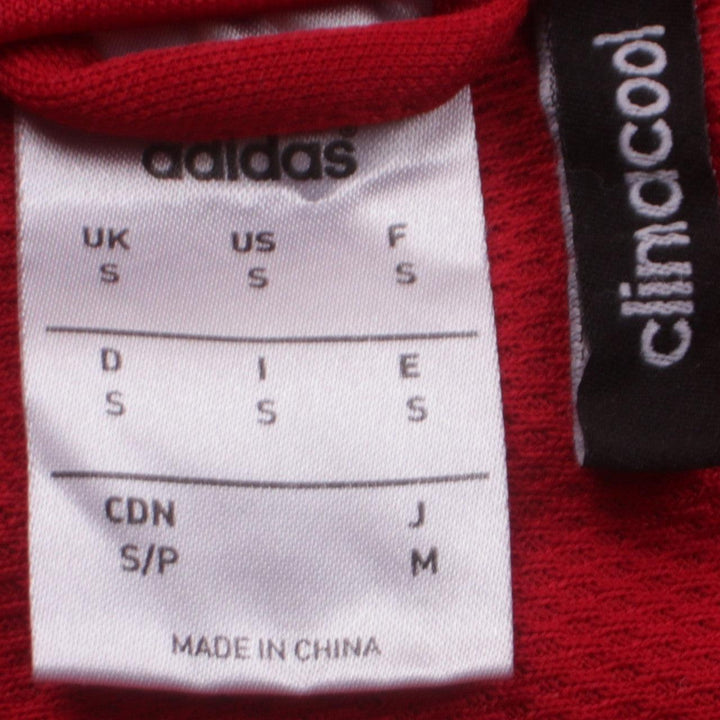 adidas
UK US F
S S S
D I E
S S S
CDN J
S/P M
MADE IN CHINA
climacool